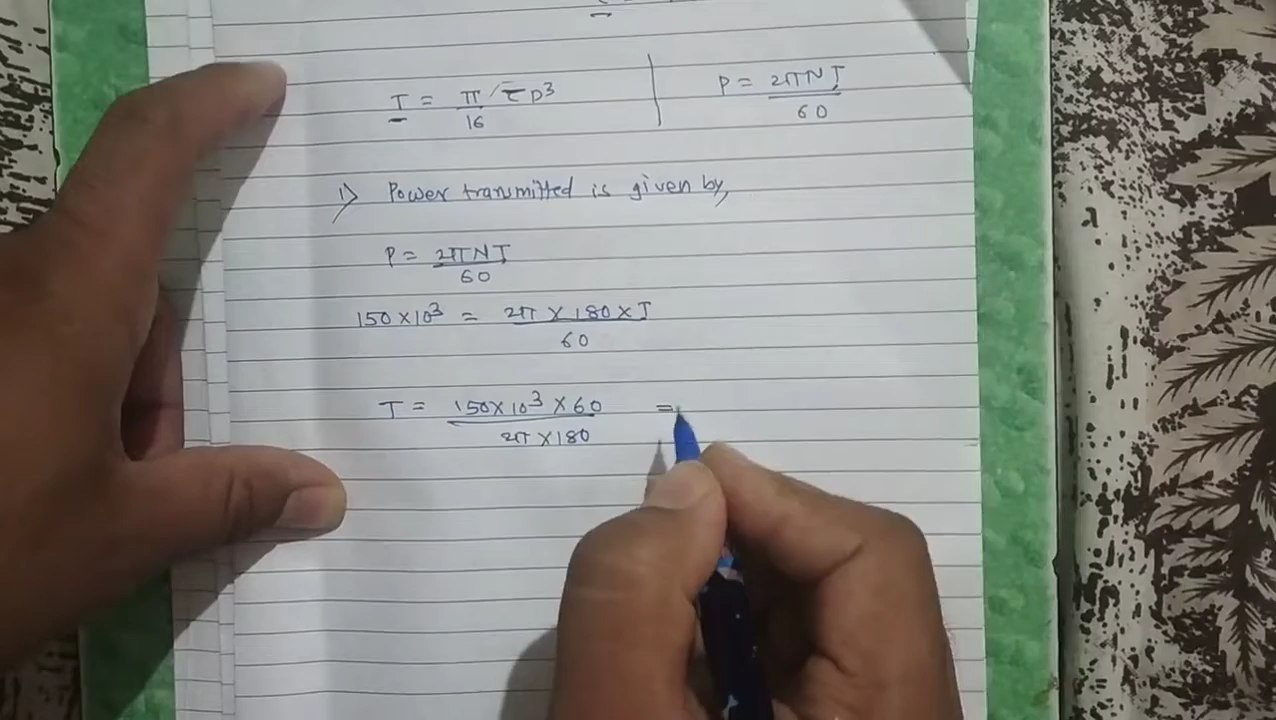 T = π/16 τ D³ | P = 2πNT/60
1) Power transmitted is given by,
P = 2πNT/60
150 × 10³ = 2π × 180 × T/60
T = 150 × 10³ × 60/2π × 180 =